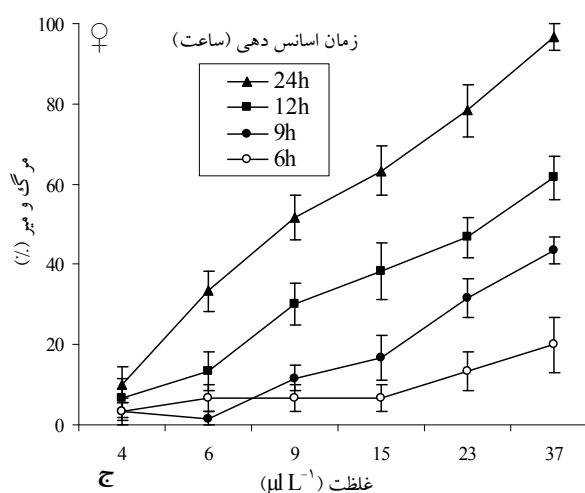 ♀
زمان اسانس دهی (ساعت)
24h
12h
9h
6h
مرگ و میر (%)
100
80
60
40
20
0
4 6 9 15 23 37
غلظت (µl L⁻¹)
ج